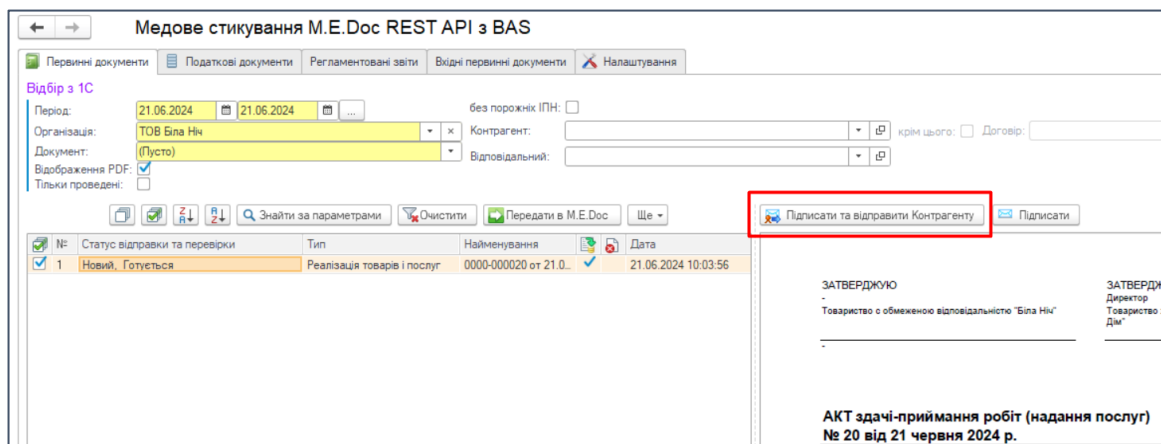 Медове стикування M.E.Doc REST API з BAS
Первинні документи Податкові документи Регламентовані звіти Вхідні первинні документи Налаштування
Відбір з 1С
Період: 21.06.2024 21.06.2024 ... без порожніх ІПН:
Організація: ТОВ Біла Ніч Контрагент: крім цього: Договір:
Документ: (Пусто) Відповідальний:
Відображення PDF:
Тільки проведені:
Знайти за параметрами Очистити Передати в M.E.Doc Ще Підписати та відправити Контрагенту Підписати
№ Статус відправки та перевірки Тип Найменування Дата
1 Новий, Готується Реалізація товарів і послуг 0000-000020 от 21.0... 21.06.2024 10:03:56
ЗАТВЕРДЖУЮ ЗАТВЕРДЖ
- Директор
Товариство с обмеженою відповідальністю "Біла Ніч" Товариство
Дім"
-
АКТ здачі-приймання робіт (надання послуг)
№ 20 від 21 червня 2024 р.